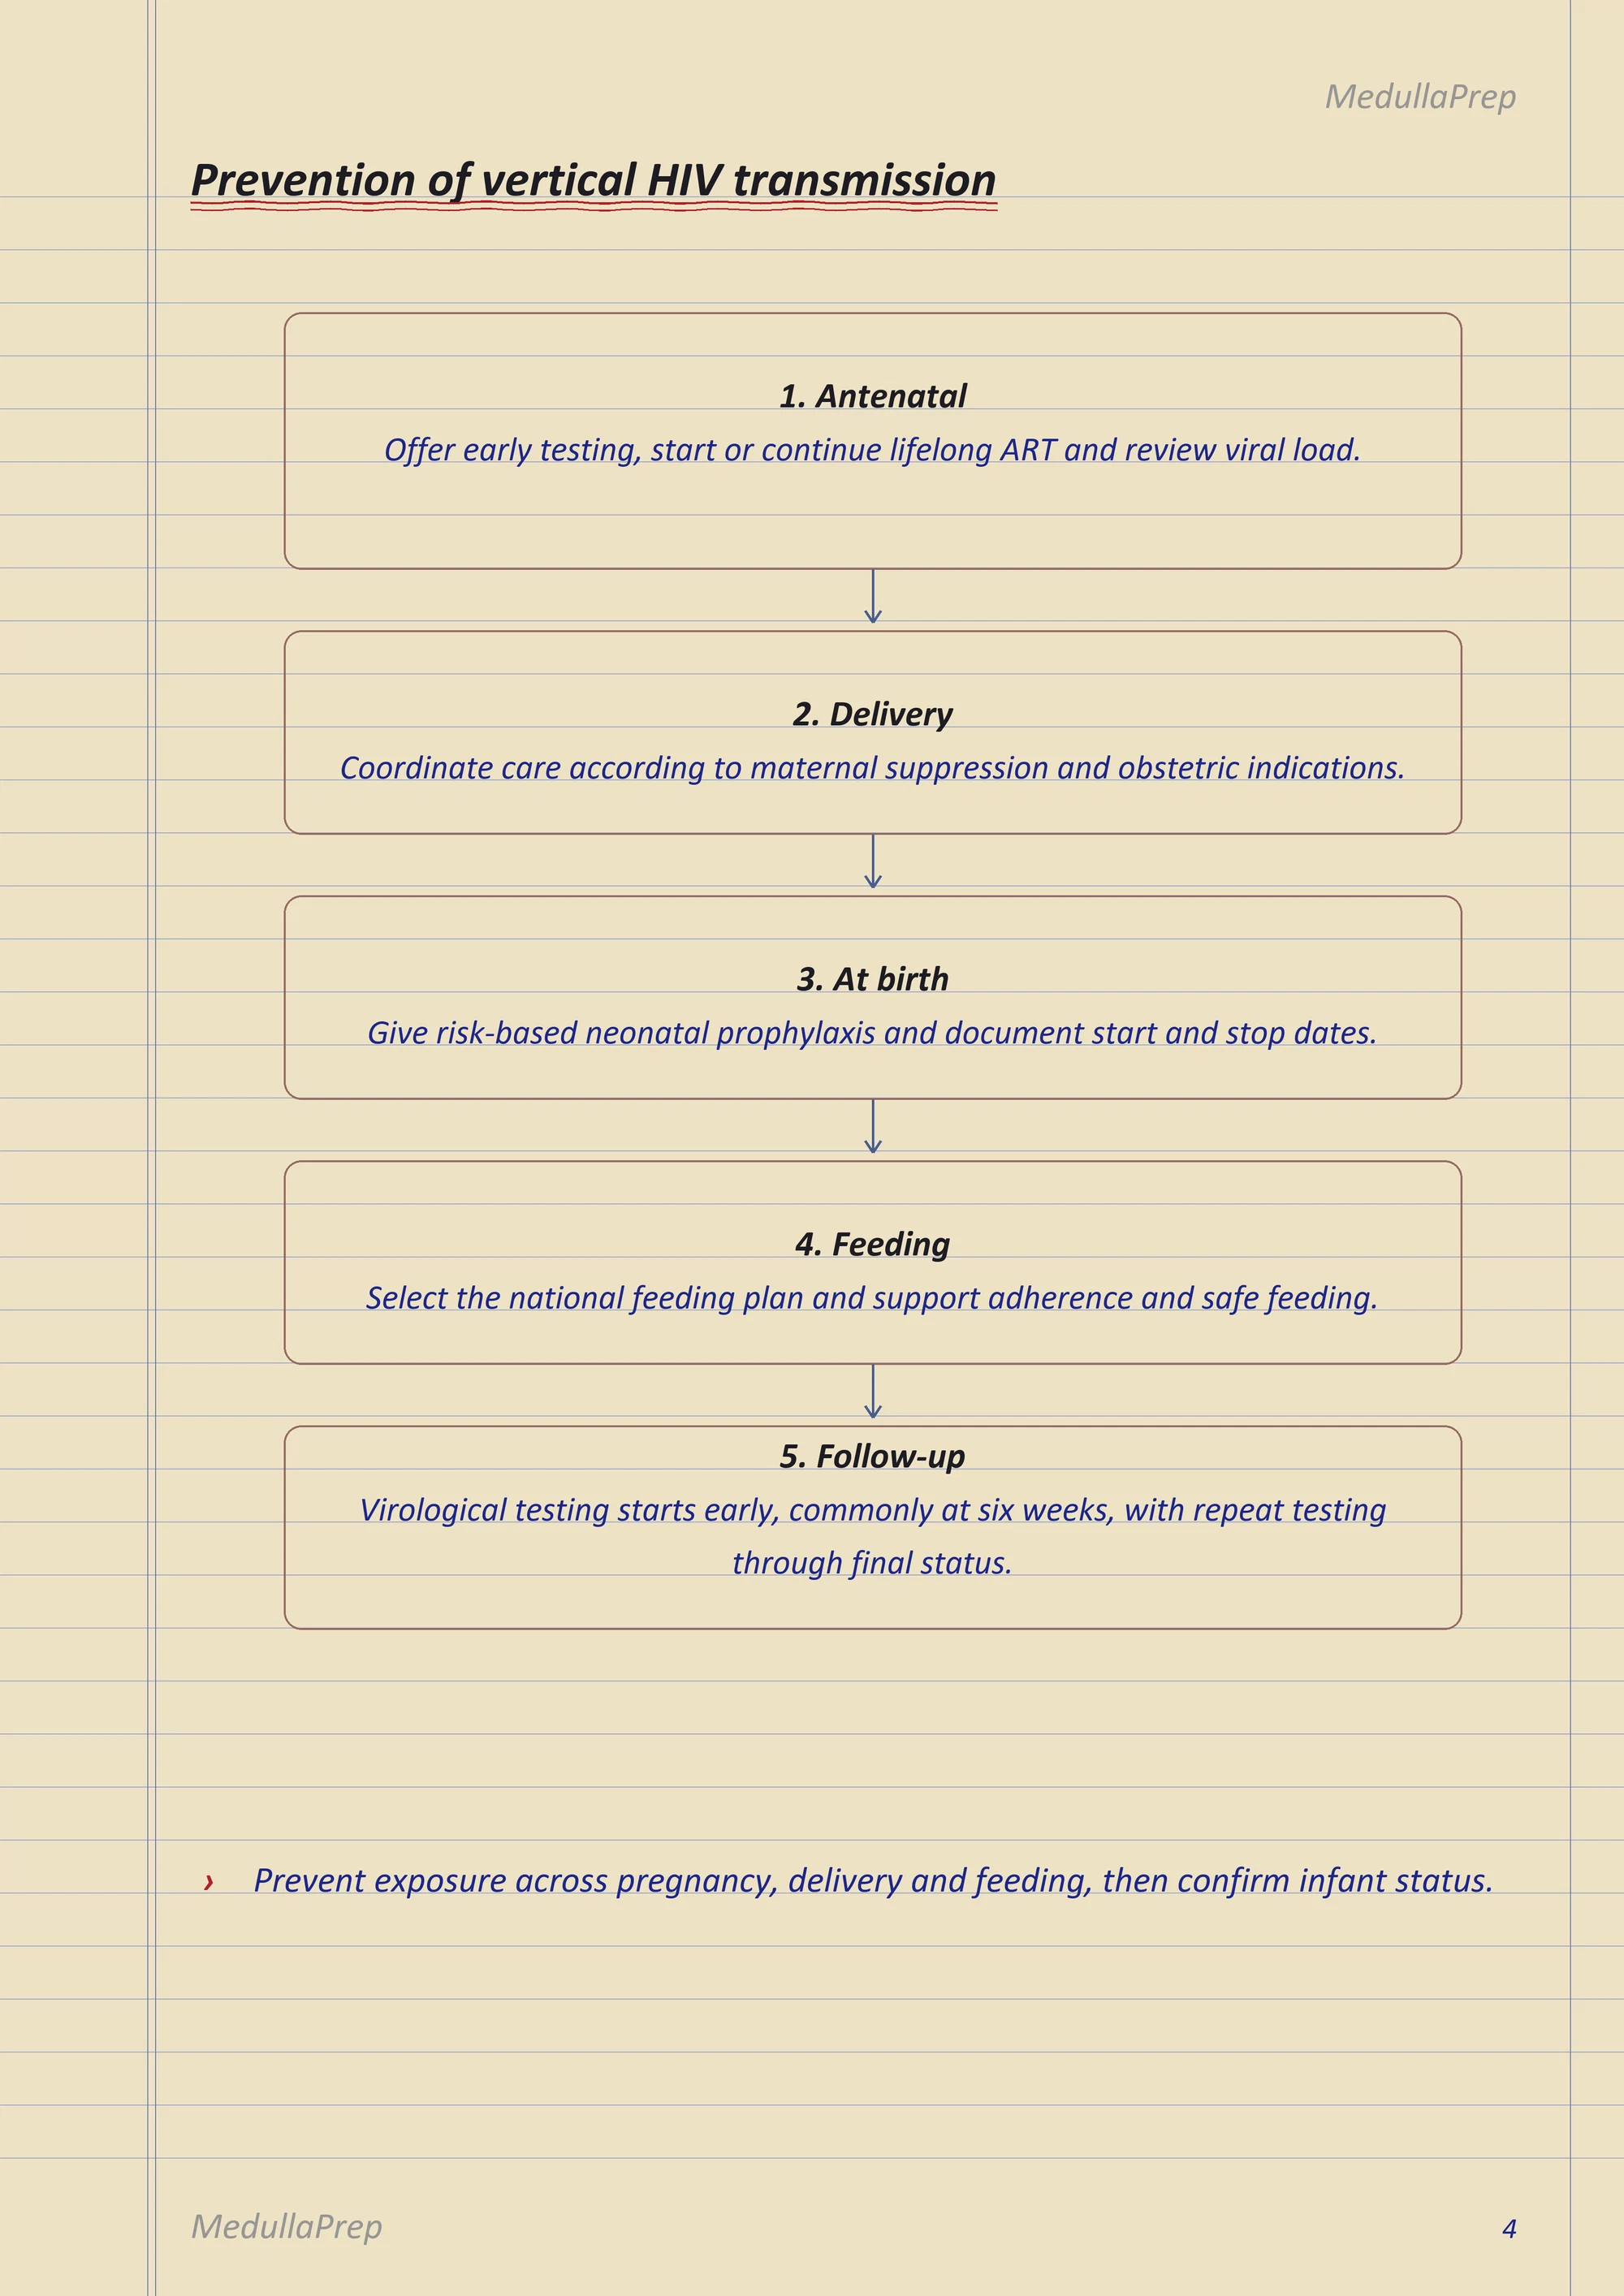 MedullaPrep
Prevention of vertical HIV transmission
1. Antenatal
Offer early testing, start or continue lifelong ART and review viral load.
2. Delivery
Coordinate care according to maternal suppression and obstetric indications.
3. At birth
Give risk-based neonatal prophylaxis and document start and stop dates.
4. Feeding
Select the national feeding plan and support adherence and safe feeding.
5. Follow-up
Virological testing starts early, commonly at six weeks, with repeat testing
through final status.
› Prevent exposure across pregnancy, delivery and feeding, then confirm infant status.
MedullaPrep
4